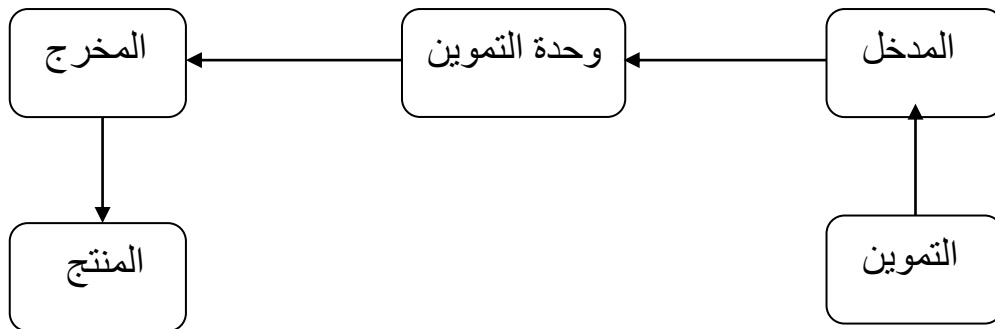 المدخل
وحدة التموين
المخرج
التموين
المنتج